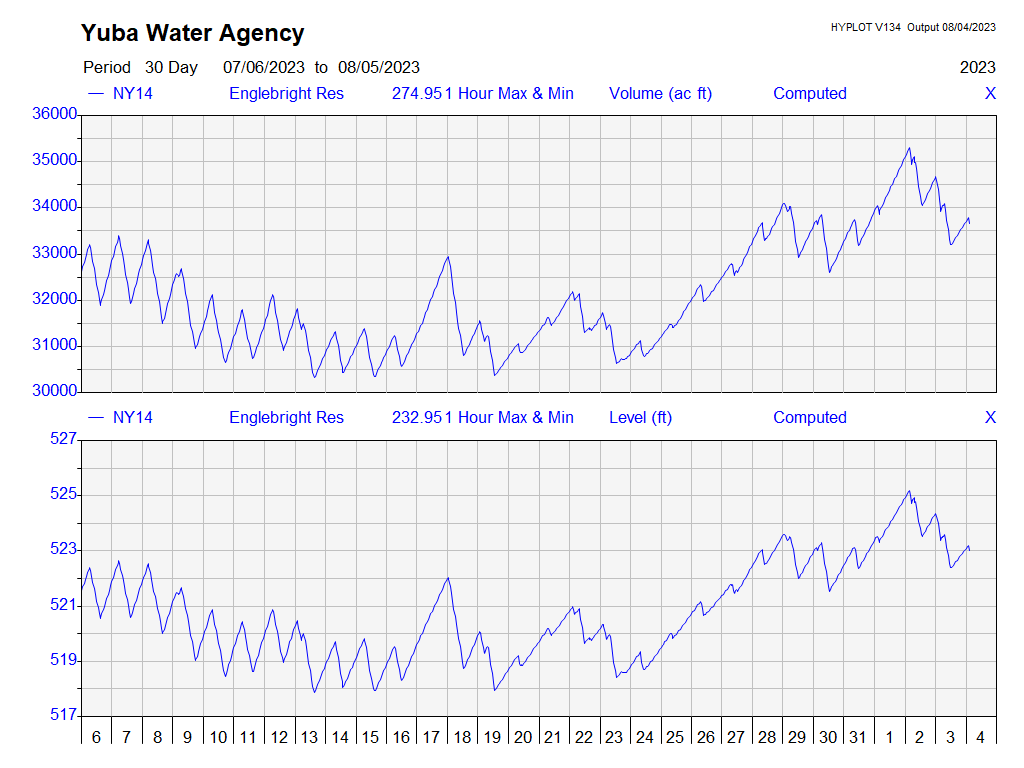 Yuba Water Agency
HYPLOT V134 Output 08/04/2023
Period 30 Day 07/06/2023 to 08/05/2023
2023
NY14 Englebright Res 274.951 Hour Max & Min Volume (ac ft) Computed X
36000
35000
34000
33000
32000
31000
30000
NY14 Englebright Res 232.951 Hour Max & Min Level (ft) Computed X
527
525
523
521
519
517
6 7 8 9 10 11 12 13 14 15 16 17 18 19 20 21 22 23 24 25 26 27 28 29 30 31 1 2 3 4